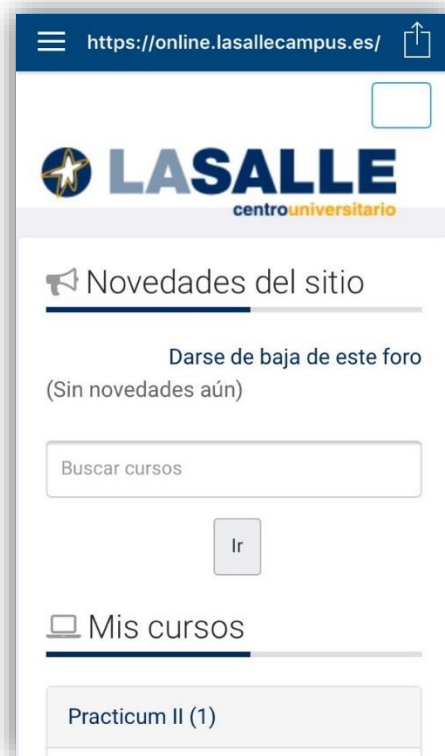 https://online.lasallecampus.es/
LASALLE
centrouniversitario
Novedades del sitio
Darse de baja de este foro
(Sin novedades aún)
Buscar cursos
Ir
Mis cursos
Practicum II (1)